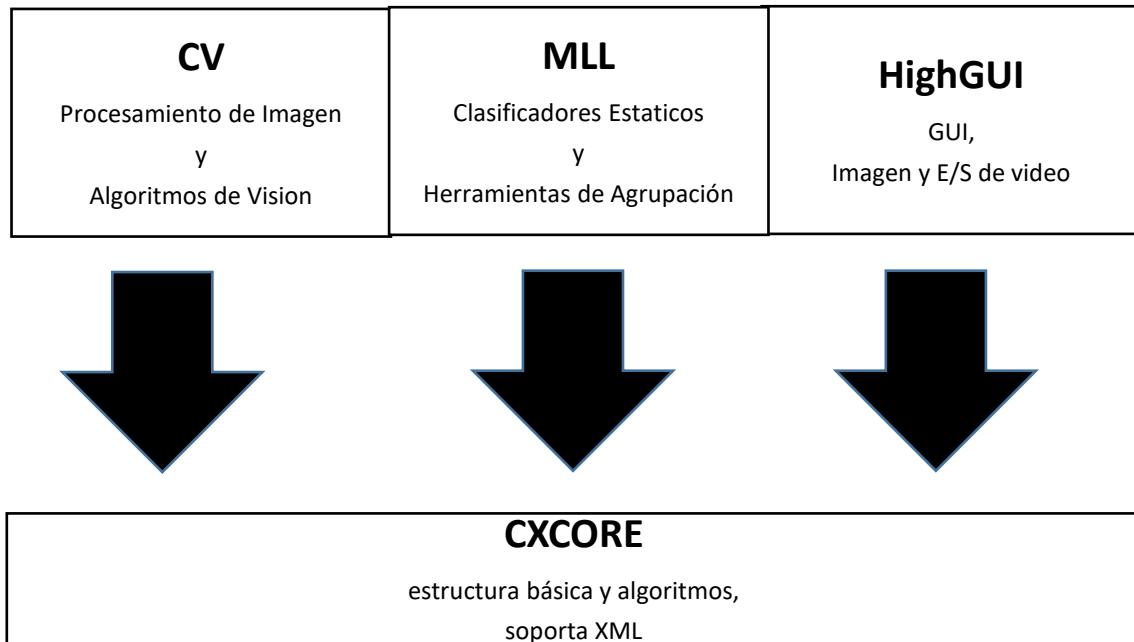 CV
Procesamiento de Imagen
y
Algoritmos de Vision
MLL
Clasificadores Estaticos
y
Herramientas de Agrupación
HighGUI
GUI,
Imagen y E/S de video
CXCORE
estructura básica y algoritmos,
soporta XML